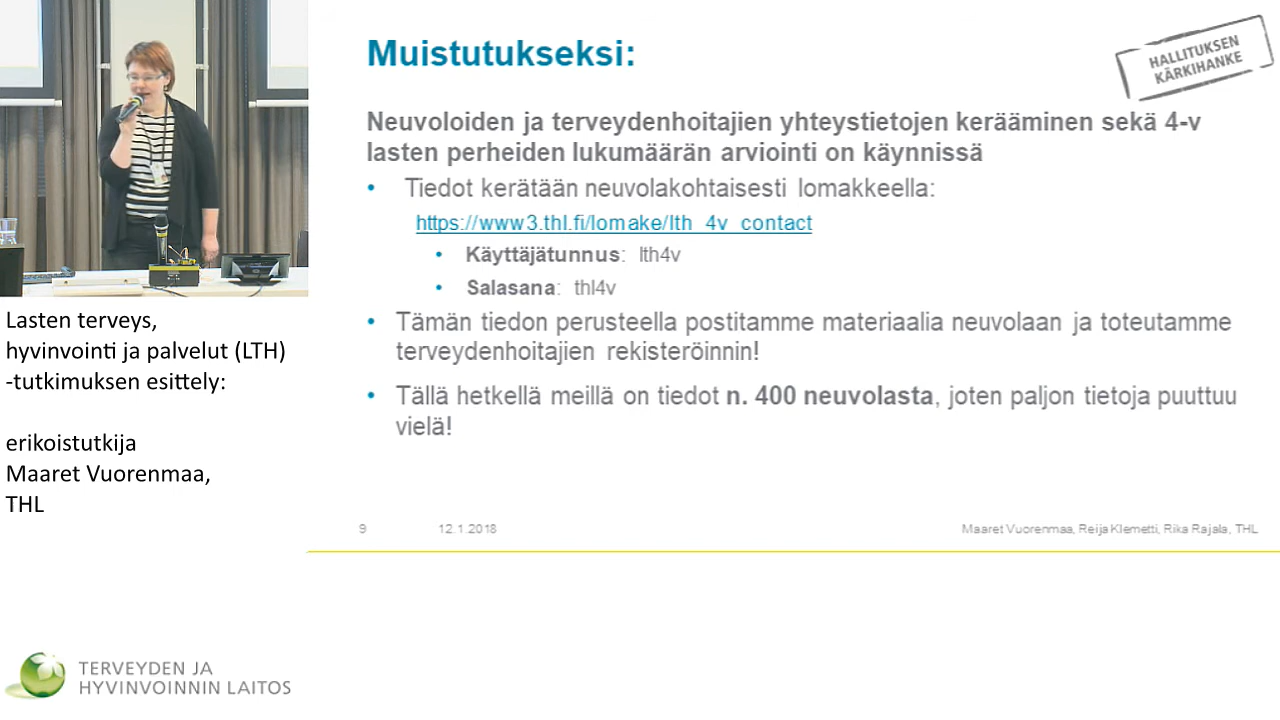 Muistutukseksi:
HALLITUKSEN
KÄRKIHANKE
Neuvoloiden ja terveydenhoitajien yhteystietojen kerääminen sekä 4-v
lasten perheiden lukumäärän arviointi on käynnissä
• Tiedot kerätään neuvolakohtaisesti lomakkeella:
https://www3.thl.fi/lomake/lth_4v_contact
• Käyttäjätunnus: lth4v
• Salasana: thl4v
• Tämän tiedon perusteella postitamme materiaalia neuvolaan ja toteutamme
terveydenhoitajien rekisteröinnin!
• Tällä hetkellä meillä on tiedot n. 400 neuvolasta, joten paljon tietoja puuttuu
vielä!
9 12.1.2018 Maaret Vuorenmaa, Reija Klemetti, Rika Rajala, THL
Lasten terveys,
hyvinvointi ja palvelut (LTH)
-tutkimuksen esittely:
erikoistutkija
Maaret Vuorenmaa,
THL
TERVEYDEN JA
HYVINVOINNIN LAITOS